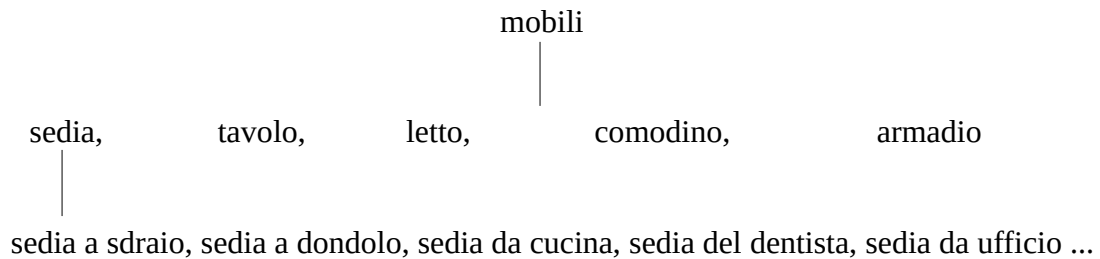 mobili
sedia, tavolo, letto, comodino, armadio
sedia a sdraio, sedia a dondolo, sedia da cucina, sedia del dentista, sedia da ufficio ...